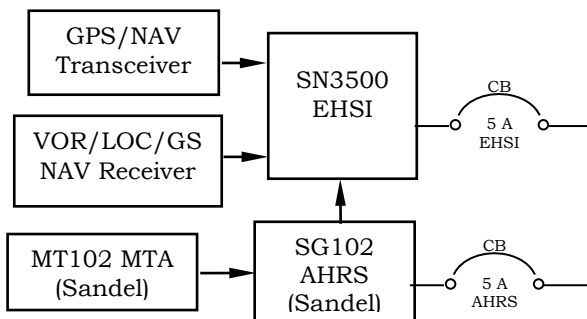 GPS/NAV
Transceiver
SN3500
EHSI
CB
5 A
EHSI
VOR/LOC/GS
NAV Receiver
MT102 MTA
(Sandel)
SG102
AHRS
(Sandel)
CB
5 A
AHRS